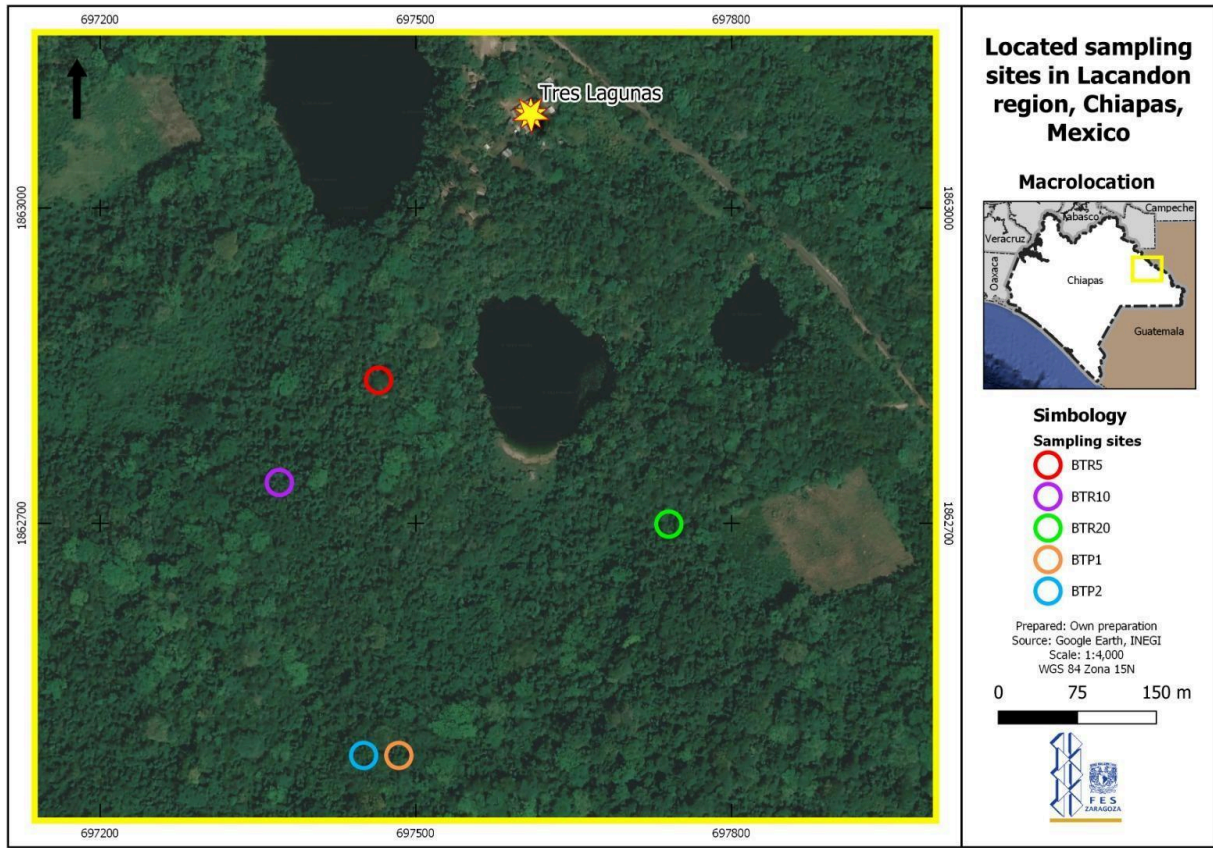 697200
697500
697800
1863000
1862700
Tres Lagunas
1863000
1862700
697200
697500
697800
Located sampling
sites in Lacandon
region, Chiapas,
Mexico
Macrolocation
Campeche
Tabasco
Veracruz
Oaxaca
Chiapas
Guatemala
Simbology
Sampling sites
BTR5
BTR10
BTR20
BTP1
BTP2
Prepared: Own preparation
Source: Google Earth, INEGI
Scale: 1:4,000
WGS 84 Zona 15N
0 75 150 m
FES
ZARAGOZA